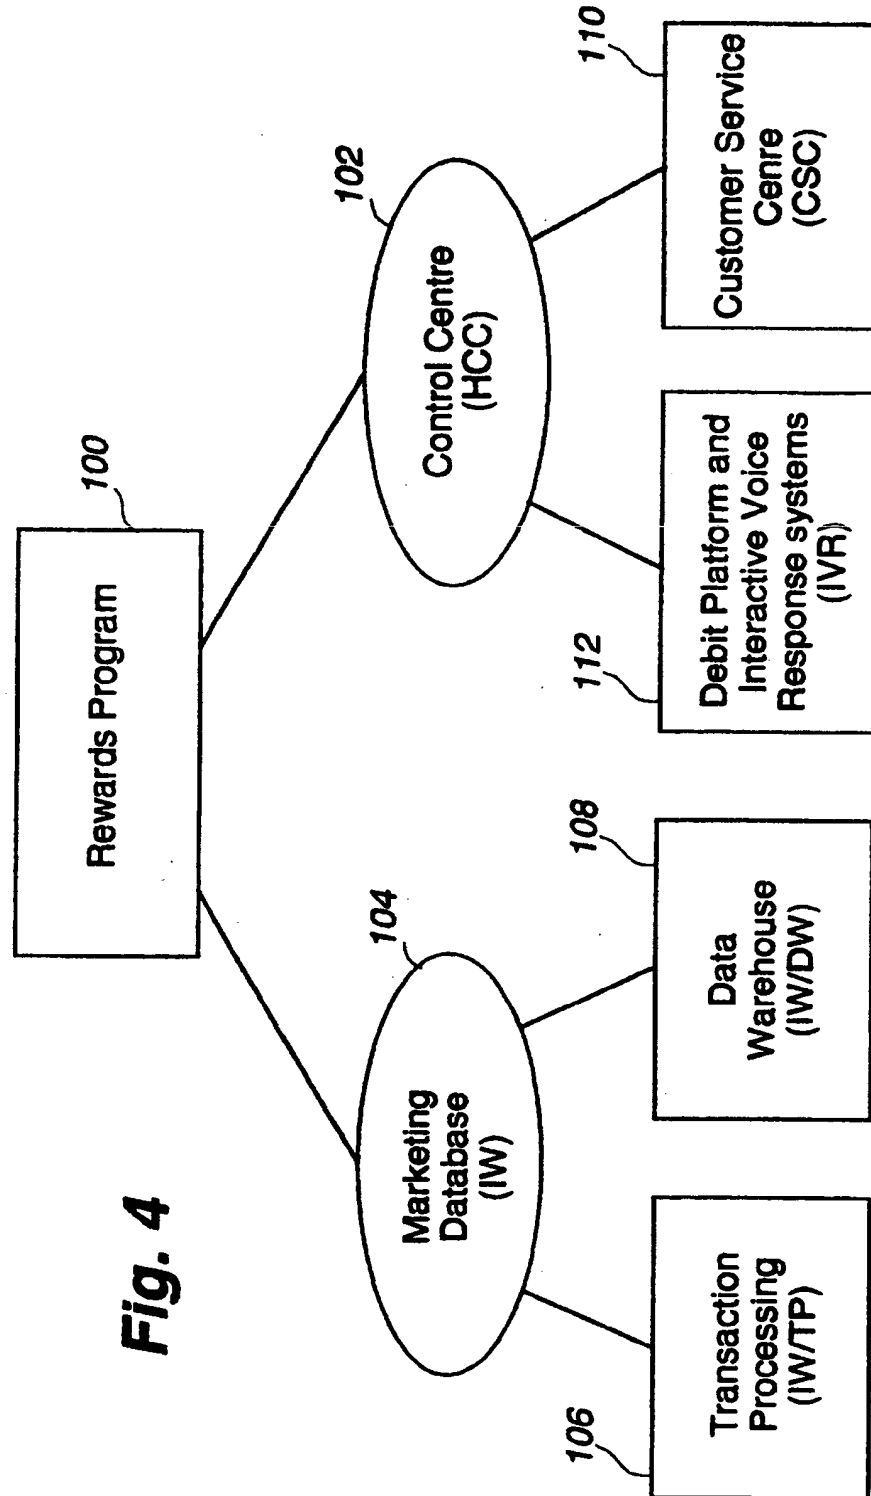 Fig. 4
Rewards Program
100
Marketing
Database
(IW)
104
Control Centre
(HCC)
102
Transaction
Processing
(IW/TP)
106
Data
Warehouse
(IW/DW)
108
Debit Platform and
Interactive Voice
Response systems
(IVR)
112
Customer Service
Cenre
(CSC)
110